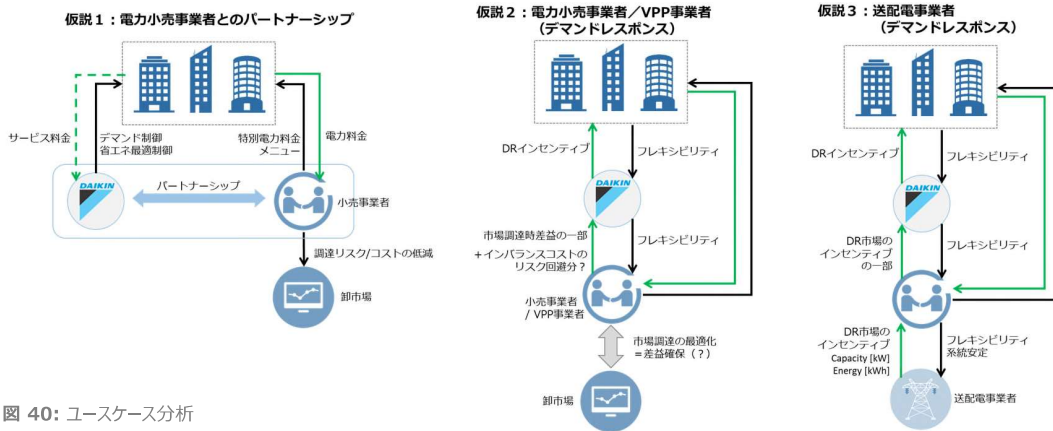 仮説1：電力小売事業者とのパートナーシップ
サービス料金
デマンド制御
省エネ最適制御
特別電力料金
メニュー
電力料金
DAIKIN
パートナーシップ
小売事業者
調達リスク/コストの低減
卸市場
仮説2：電力小売事業者／VPP事業者
（デマンドレスポンス）
DRインセンティブ
フレキシビリティ
DAIKIN
市場調達時差益の一部
＋インバランスコストの
リスク回避分？
フレキシビリティ
小売事業者
/ VPP事業者
市場調達の最適化
＝差益確保（？）
卸市場
仮説3：送配電事業者
（デマンドレスポンス）
DRインセンティブ
フレキシビリティ
DAIKIN
DR市場の
インセンティブ
の一部
フレキシビリティ
DR市場の
インセンティブ
Capacity [kW]
Energy [kWh]
フレキシビリティ
系統安定
送配電事業者
図 40: ユースケース分析